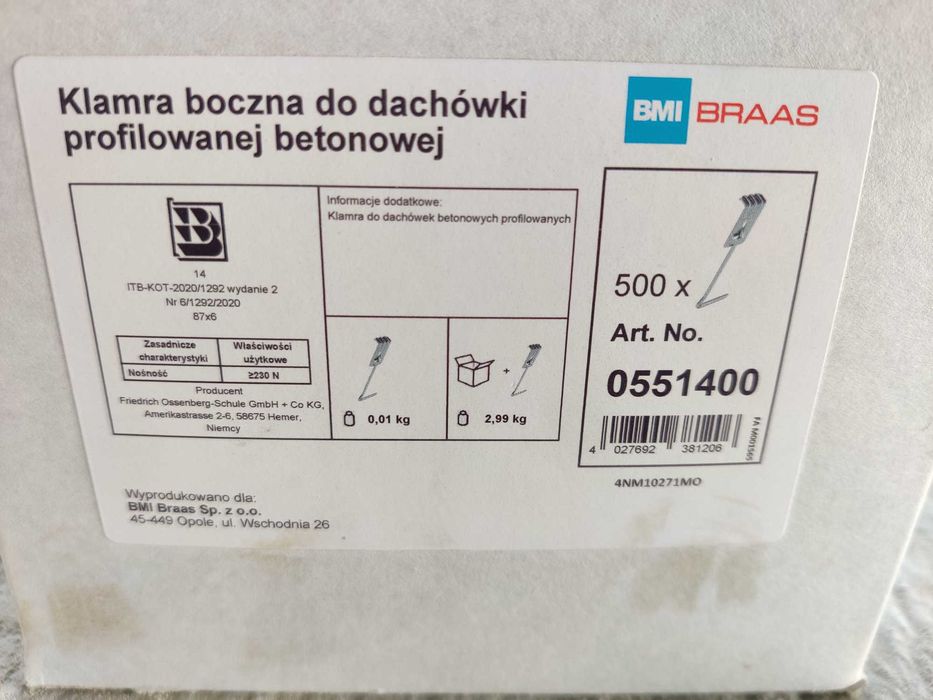 Klamra boczna do dachówki
profilowanej betonowej
BMI BRAAS
14
ITB-KOT-2020/1292 wydanie 2
Nr 6/1292/2020
87x6
Zasadnicze charakterystyki
Właściwości użytkowe
Nośność
≥230 N
Producent
Friedrich Ossenberg-Schule GmbH + Co KG,
Amerikastrasse 2-6, 58675 Hemer,
Niemcy
Informacje dodatkowe:
Klamra do dachówek betonowych profilowanych
0,01 kg
+
2,99 kg
500 x
Art. No.
0551400
4 027692 381206
FA M001565
4NM10271MO
Wyprodukowano dla:
BMI Braas Sp. z o.o.
45-449 Opole, ul. Wschodnia 26